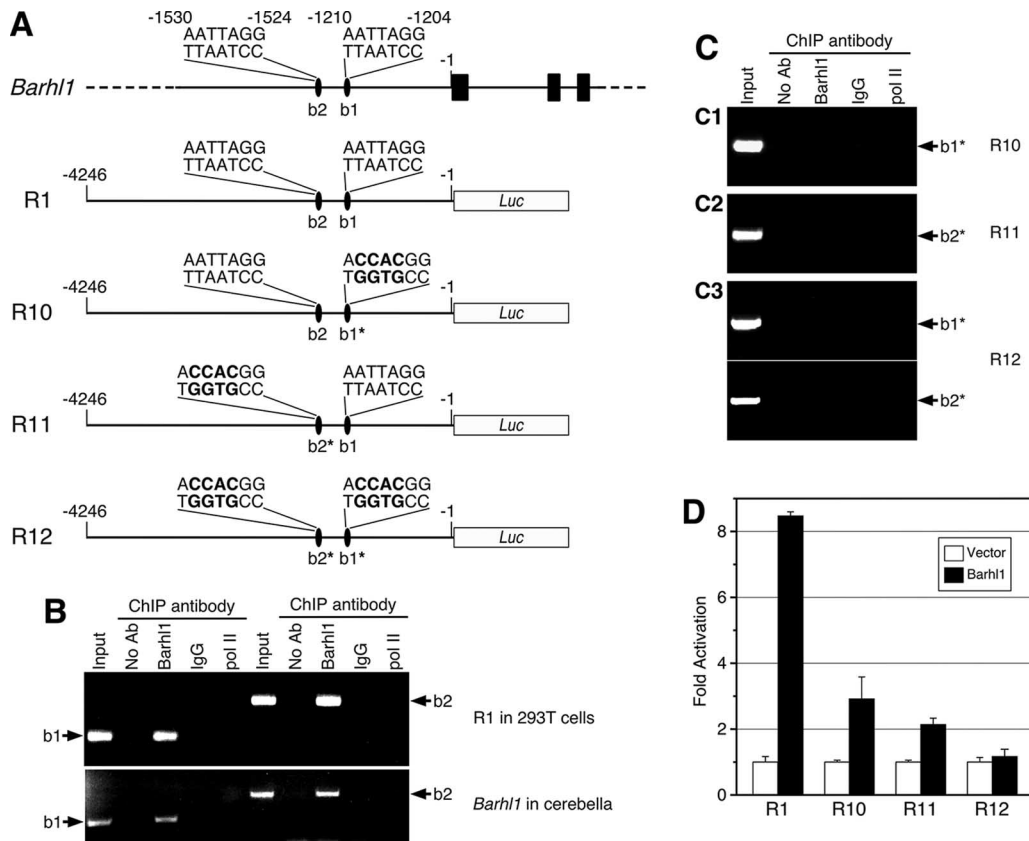 A
-1530 -1524 -1210 -1204
AATTAGG AATTAGG
TTAATCC TTAATCC
-1
Barhl1
b2 b1
AATTAGG AATTAGG
TTAATCC TTAATCC
-4246 -1
R1 Luc
b2 b1
AATTAGG ACCACGG
TTAATCC TGGTGCC
-4246 -1
R10 Luc
b2 b1*
ACCACGG AATTAGG
TGGTGCC TTAATCC
-4246 -1
R11 Luc
b2* b1
ACCACGG ACCACGG
TGGTGCC TGGTGCC
-4246 -1
R12 Luc
b2* b1*
B
ChIP antibody ChIP antibody
Input No Ab Barhl1 IgG pol II Input No Ab Barhl1 IgG pol II
b2
R1 in 293T cells
b1
b2
Barhl1 in cerebella
b1
C
ChIP antibody
Input No Ab Barhl1 IgG pol II
C1
b1* R10
C2
b2* R11
C3
b1*
R12
b2*
D
8
Vector
Barhl1
6
Fold Activation
4
2
0
R1 R10 R11 R12